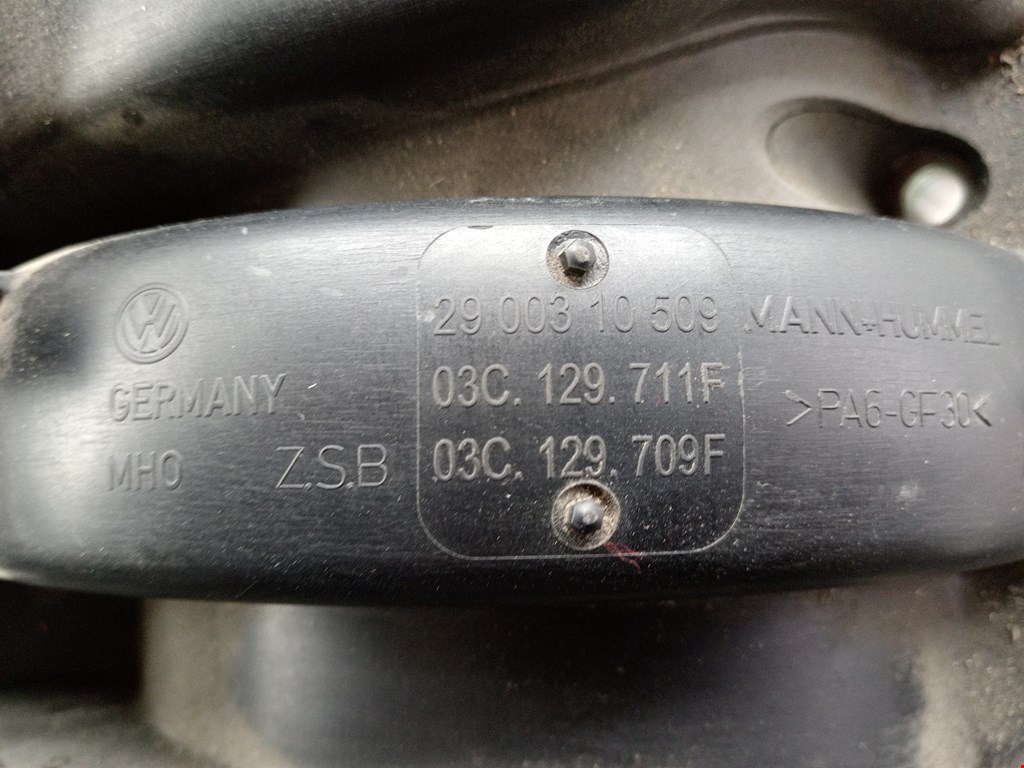 29 003 10 509 MANN+HUMMEL
GERMANY 03C. 129. 711F >PA6-GF30<
MHO Z.S.B 03C. 129. 709F